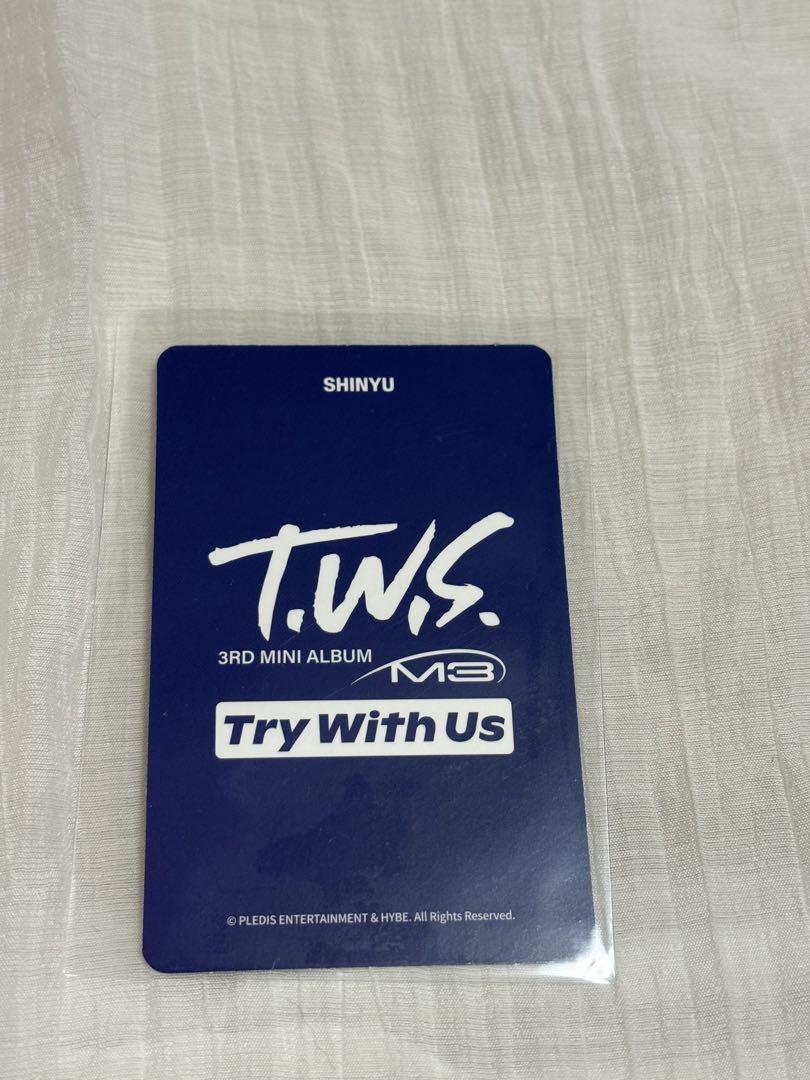 SHINYU
T.W.S.
3RD MINI ALBUM M3
Try With Us
© PLEDIS ENTERTAINMENT & HYBE. All Rights Reserved.